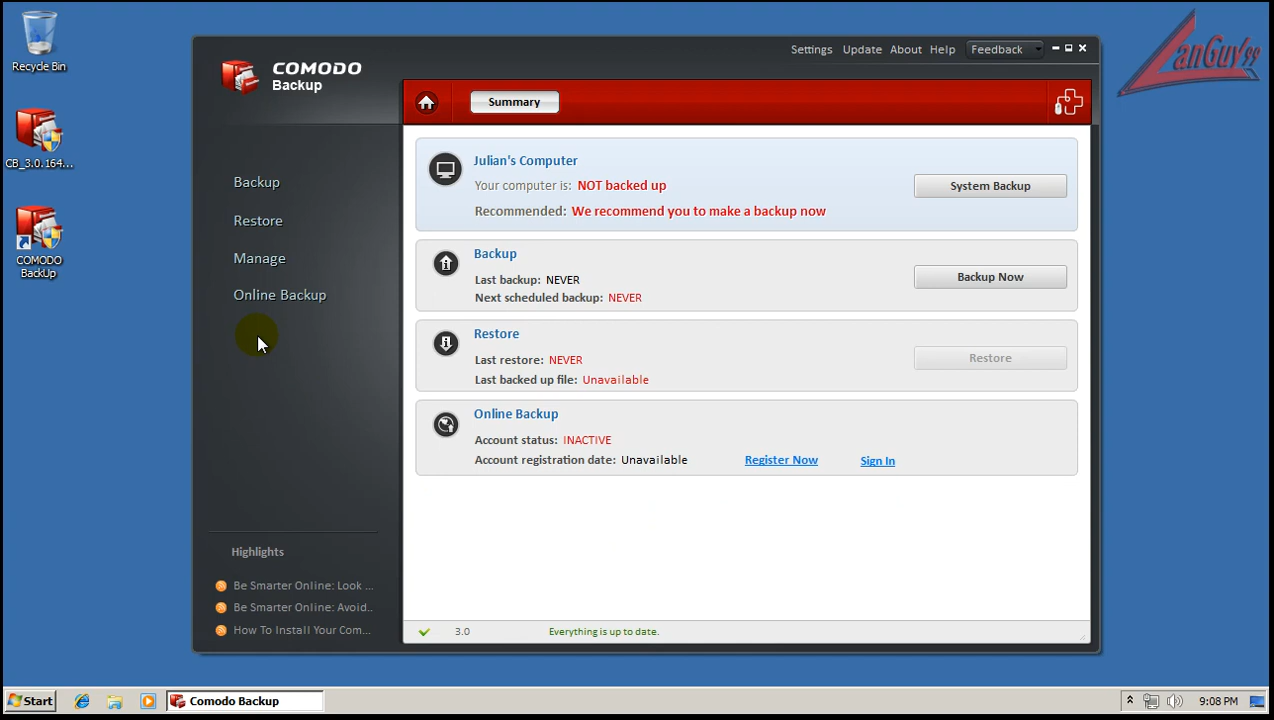 Recycle Bin
CB_3.0.164...
COMODO
BackUp
COMODO
Backup
Settings Update About Help Feedback
LanGuy99
Summary
Backup
Restore
Manage
Online Backup
Julian's Computer
Your computer is: NOT backed up
Recommended: We recommend you to make a backup now
System Backup
Backup
Last backup: NEVER
Next scheduled backup: NEVER
Backup Now
Restore
Last restore: NEVER
Last backed up file: Unavailable
Restore
Online Backup
Account status: INACTIVE
Account registration date: Unavailable Register Now Sign In
Highlights
Be Smarter Online: Look ...
Be Smarter Online: Avoid..
How To Install Your Com...
3.0 Everything is up to date.
Start Comodo Backup 9:08 PM